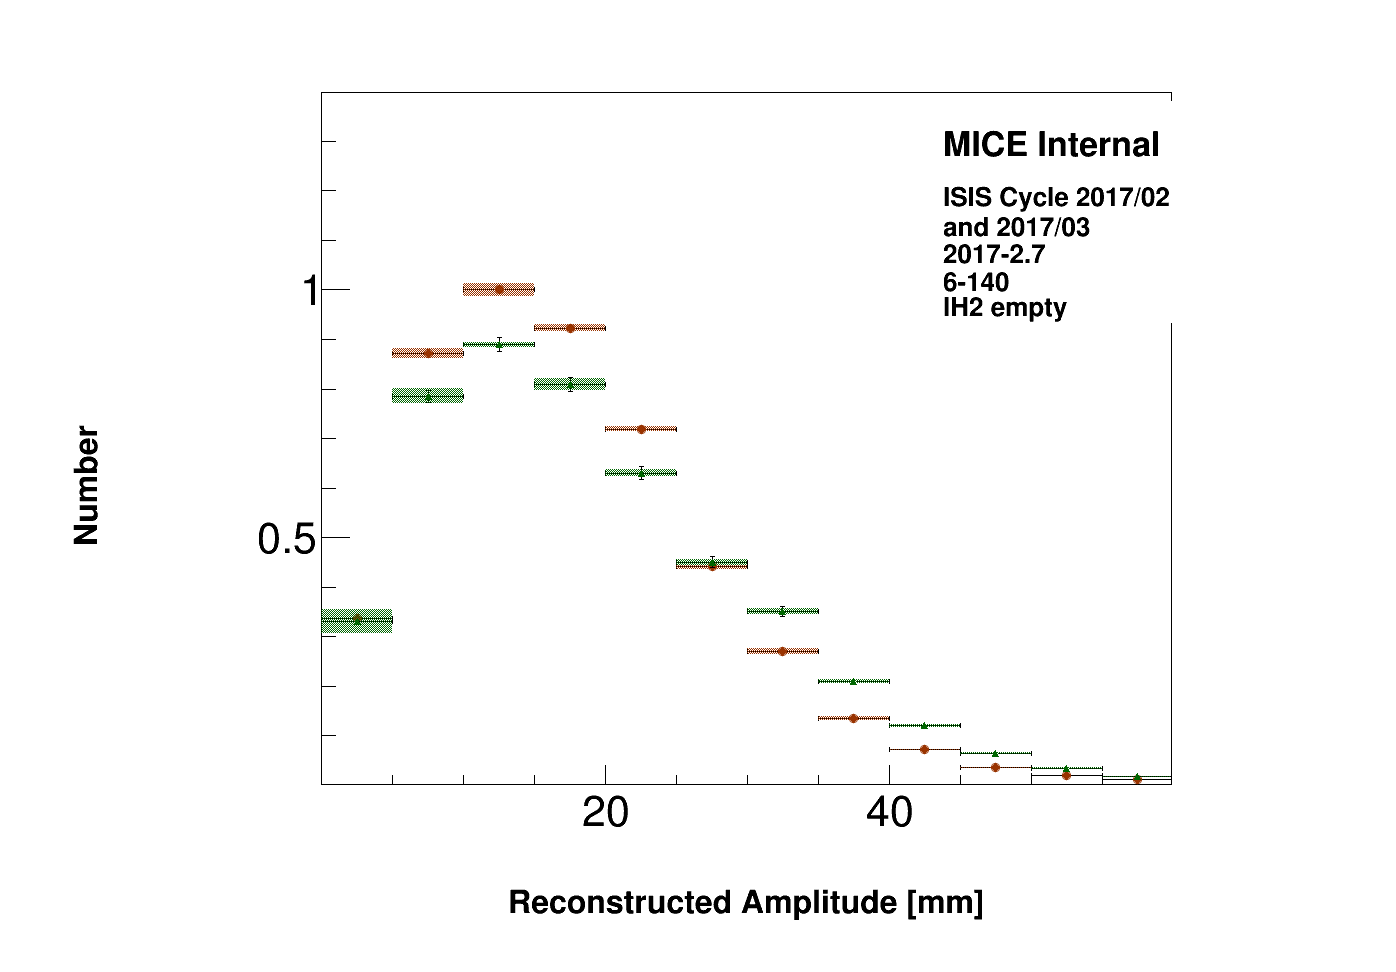 MICE Internal
ISIS Cycle 2017/02
and 2017/03
2017-2.7
6-140
IH2 empty
1
0.5
Number
20 40
Reconstructed Amplitude [mm]